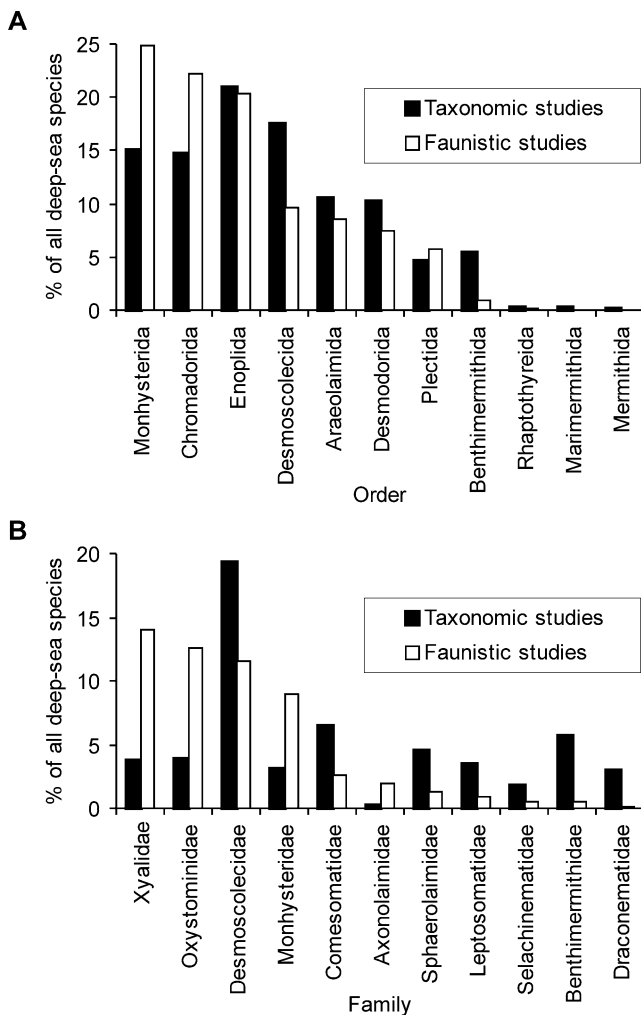 A
% of all deep-sea species
25
20
15
10
5
0
Taxonomic studies
Faunistic studies
Monhysterida
Chromadorida
Enoplida
Desmoscolecida
Araeolaimida
Desmodorida
Plectida
Benthimermithida
Rhaptothyreida
Marimermithida
Mermithida
Order
B
% of all deep-sea species
20
15
10
5
0
Taxonomic studies
Faunistic studies
Xyalidae
Oxystominidae
Desmoscolecidae
Monhysteridae
Comesomatidae
Axonolaimidae
Sphaerolaimidae
Leptosomatidae
Selachinematidae
Benthimermithidae
Draconematidae
Family